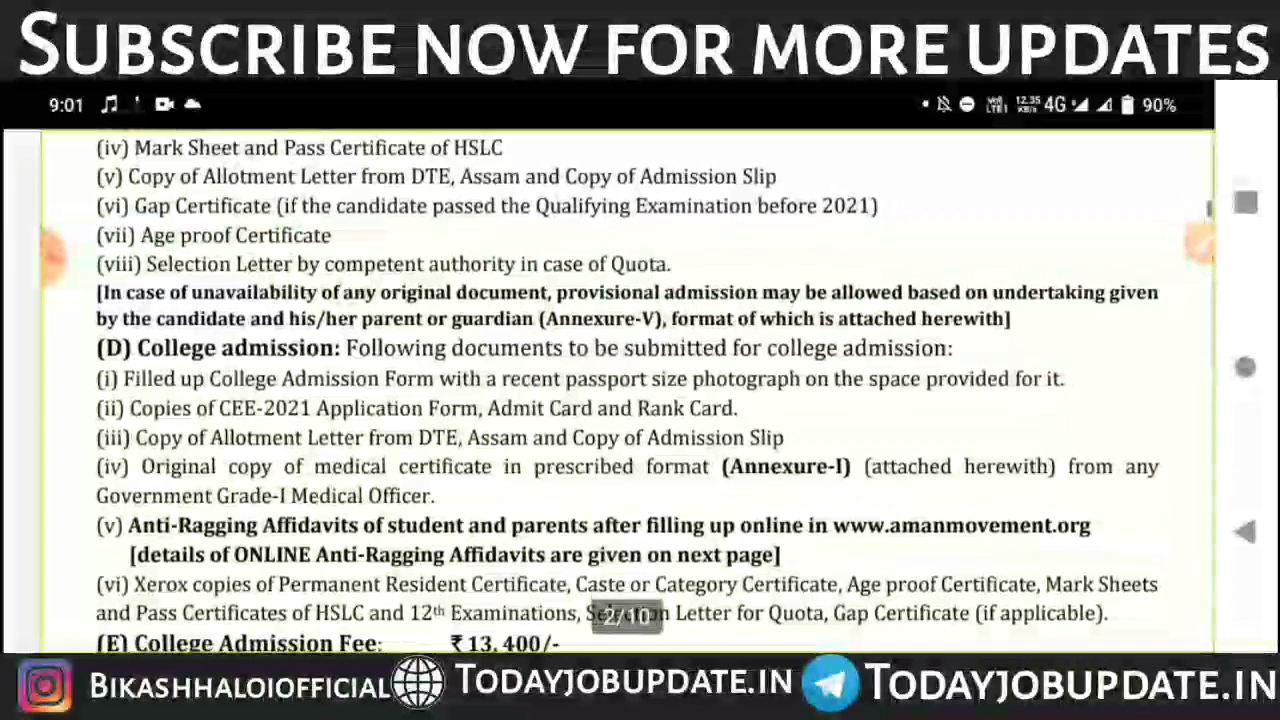 SUBSCRIBE NOW FOR MORE UPDATES
9:01 12.35 KB/s 4G 90%
(iv) Mark Sheet and Pass Certificate of HSLC
(v) Copy of Allotment Letter from DTE, Assam and Copy of Admission Slip
(vi) Gap Certificate (if the candidate passed the Qualifying Examination before 2021)
(vii) Age proof Certificate
(viii) Selection Letter by competent authority in case of Quota.
[In case of unavailability of any original document, provisional admission may be allowed based on undertaking given
by the candidate and his/her parent or guardian (Annexure-V), format of which is attached herewith]
(D) College admission: Following documents to be submitted for college admission:
(i) Filled up College Admission Form with a recent passport size photograph on the space provided for it.
(ii) Copies of CEE-2021 Application Form, Admit Card and Rank Card.
(iii) Copy of Allotment Letter from DTE, Assam and Copy of Admission Slip
(iv) Original copy of medical certificate in prescribed format (Annexure-I) (attached herewith) from any
Government Grade-I Medical Officer.
(v) Anti-Ragging Affidavits of student and parents after filling up online in www.amanmovement.org
[details of ONLINE Anti-Ragging Affidavits are given on next page]
(vi) Xerox copies of Permanent Resident Certificate, Caste or Category Certificate, Age proof Certificate, Mark Sheets
and Pass Certificates of HSLC and 12th Examinations, Selection Letter for Quota, Gap Certificate (if applicable).
2/10
(E) College Admission Fee: ₹ 13,400/-
BIKASHHALOIOFFICIAL TODAYJOBUPDATE.IN TODAYJOBUPDATE.IN